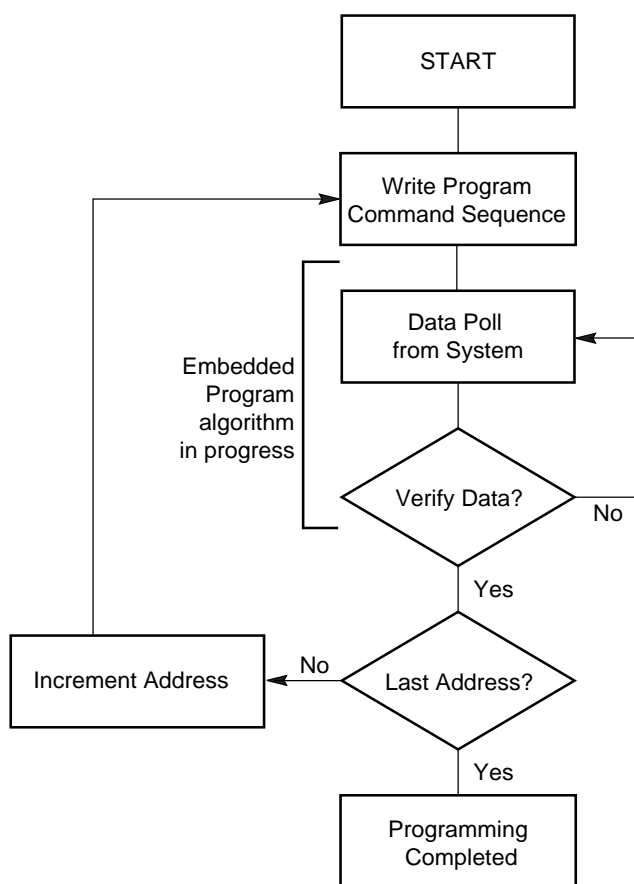 START
Write Program
Command Sequence
Data Poll
from System
Embedded
Program
algorithm
in progress
Verify Data?
No
Yes
No
Increment Address
Last Address?
Yes
Programming
Completed